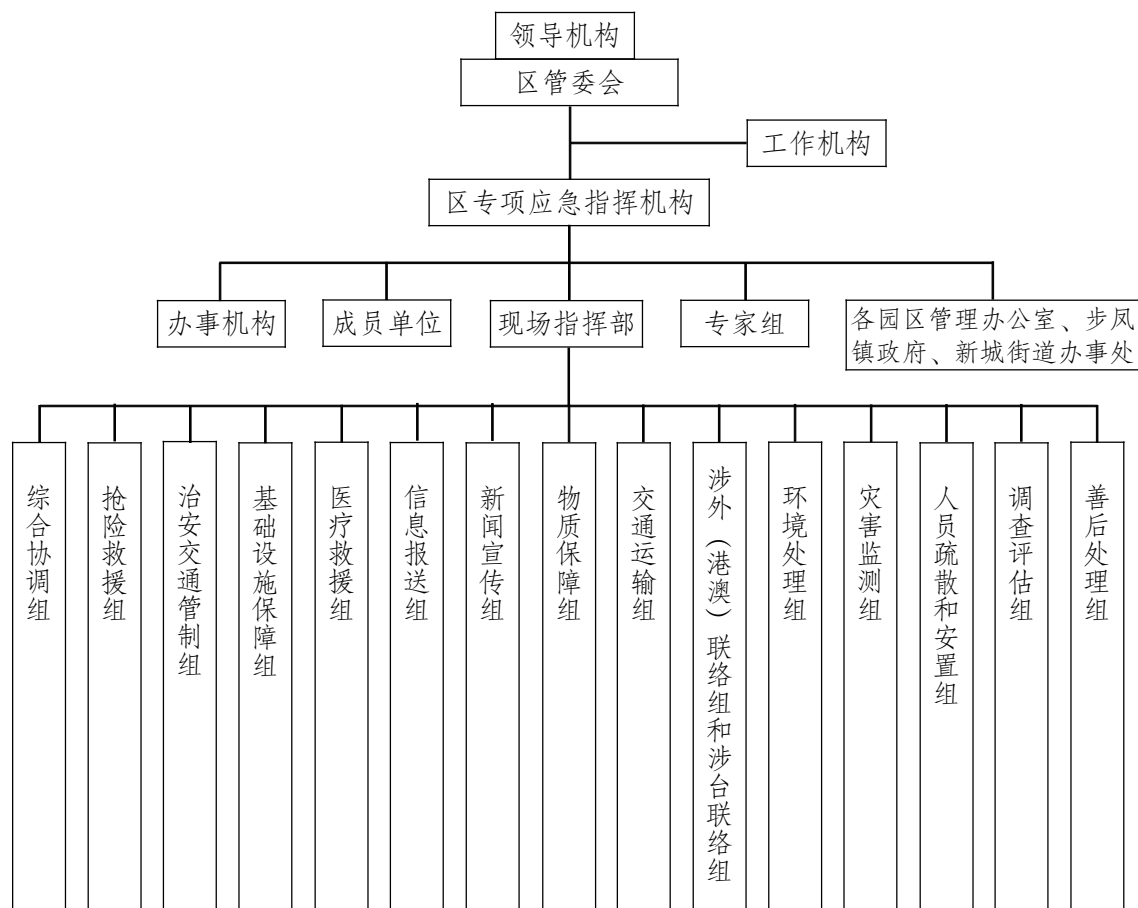 领导机构
区管委会
工作机构
区专项应急指挥机构
办事机构
成员单位
现场指挥部
专家组
各园区管理办公室、步凤
镇政府、新城街道办事处
综合协调组
抢险救援组
治安交通管制组
基础设施保障组
医疗救援组
信息报送组
新闻宣传组
物质保障组
交通运输组
涉外（港澳）联络组和涉台联络组
环境处理组
灾害监测组
人员疏散和安置组
调查评估组
善后处理组